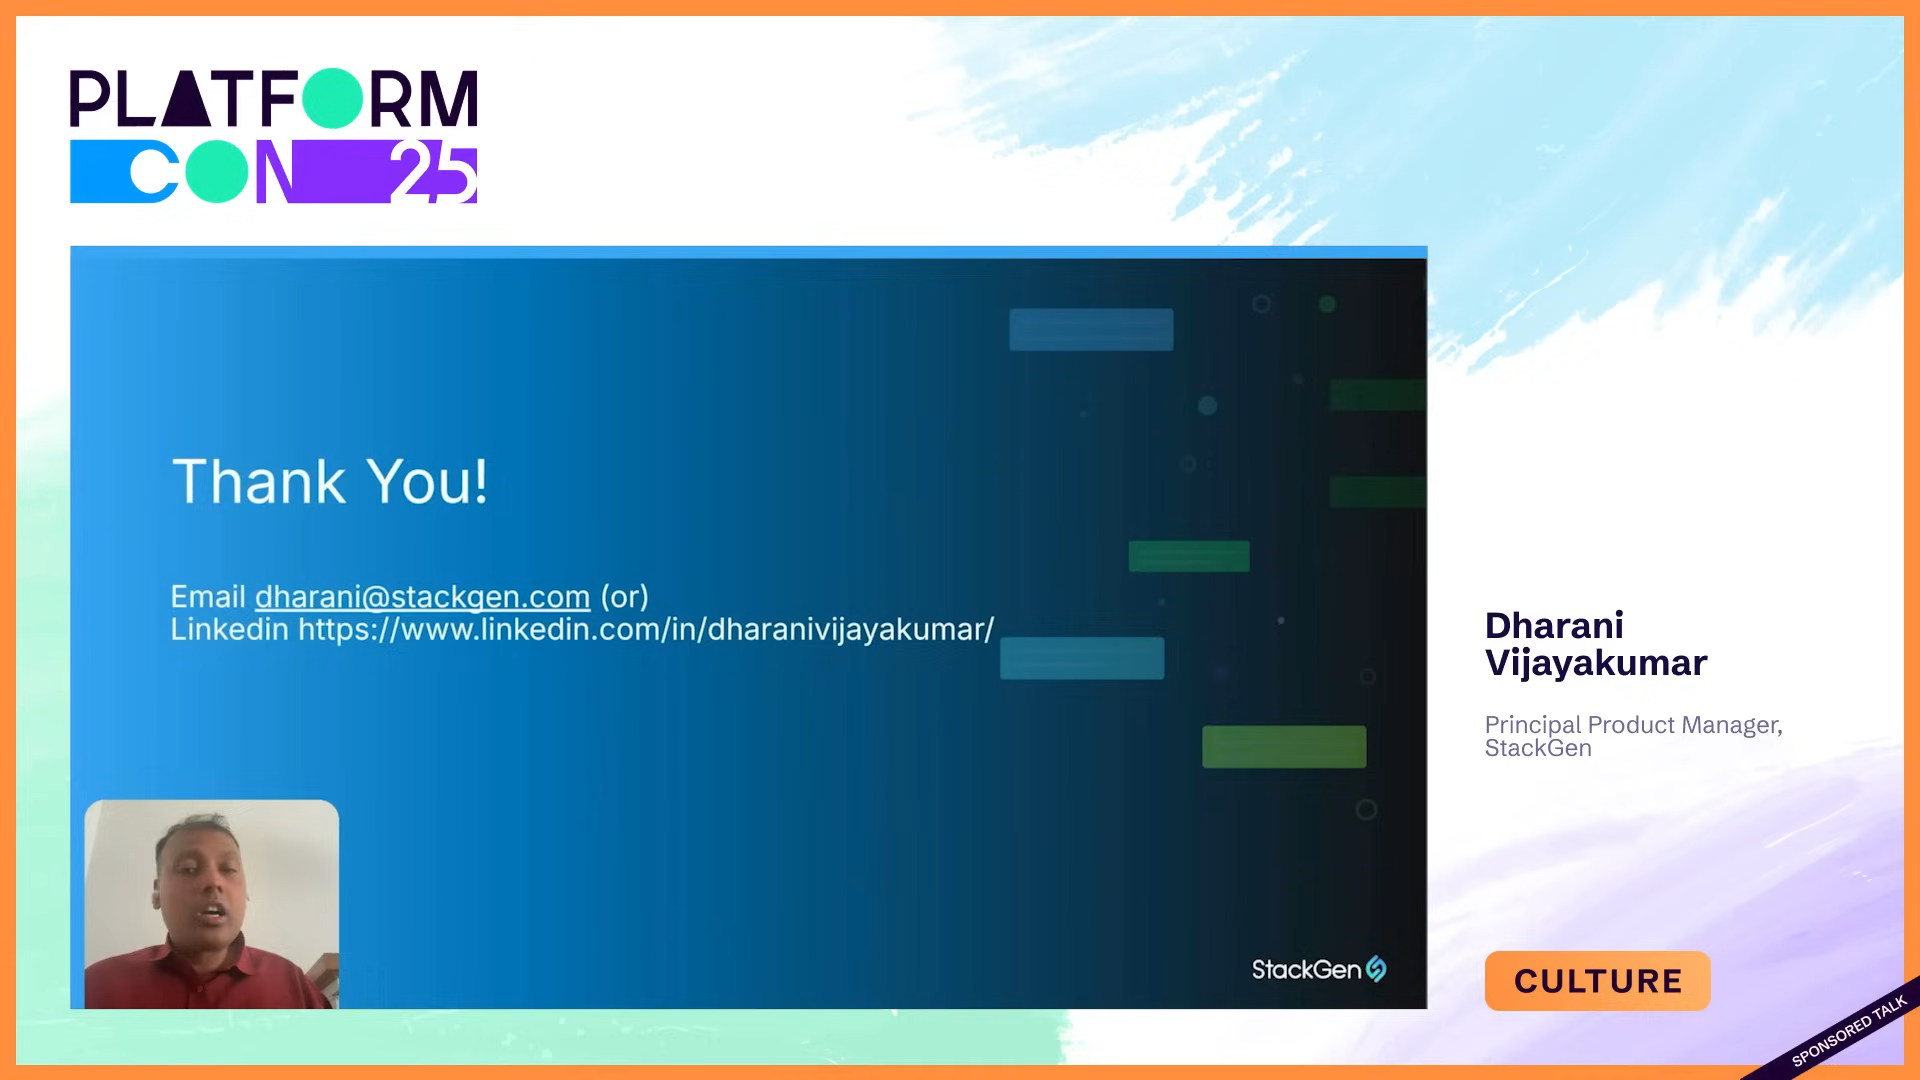 PLATFORM
CON 25
Thank You!
Email dharani@stackgen.com (or)
Linkedin https://www.linkedin.com/in/dharanivijayakumar/
StackGen
Dharani
Vijayakumar
Principal Product Manager,
StackGen
CULTURE
SPONSORED TALK